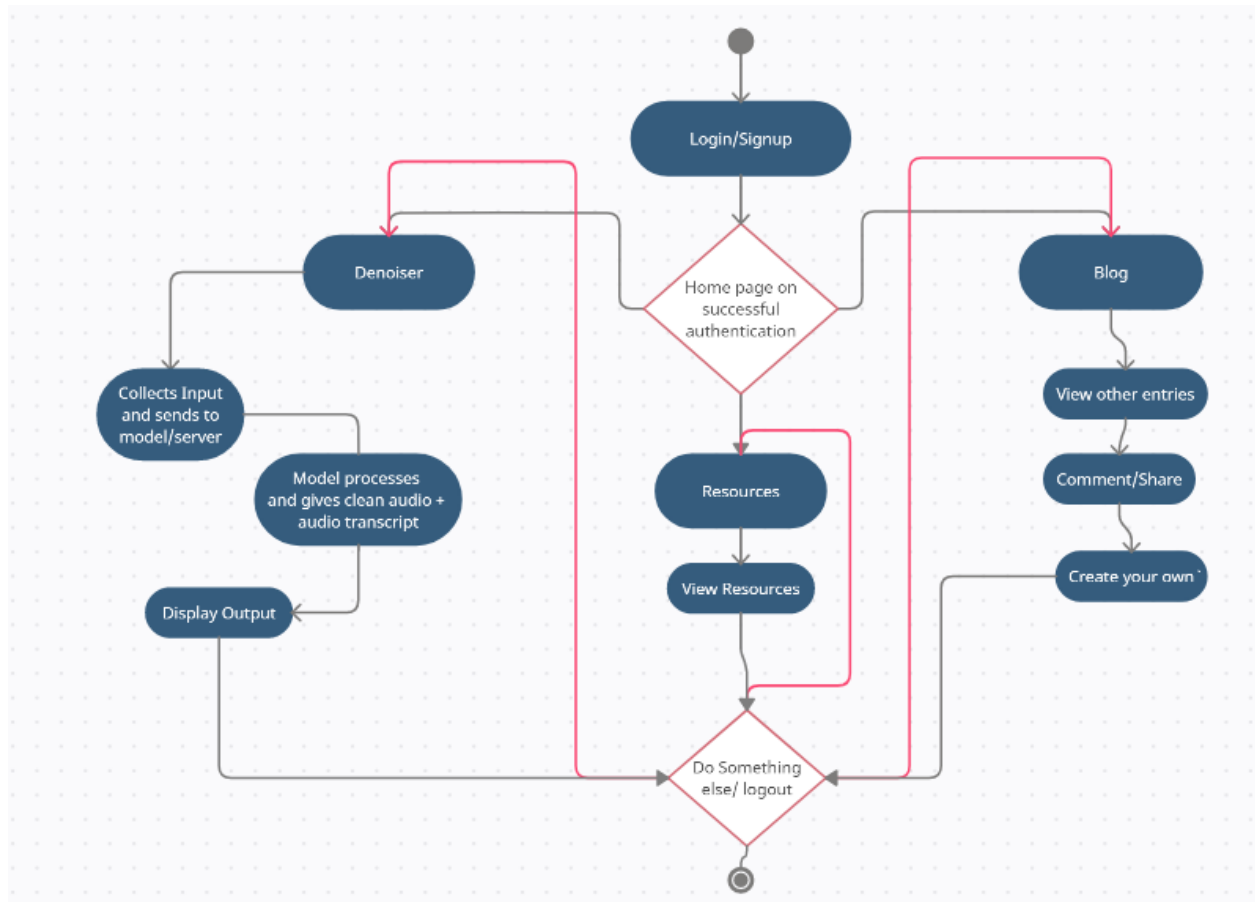 Login/Signup
Home page on
successful
authentication
Denoiser
Collects Input
and sends to
model/server
Model processes
and gives clean audio +
audio transcript
Display Output
Resources
View Resources
Blog
View other entries
Comment/Share
Create your own`
Do Something
else/ logout